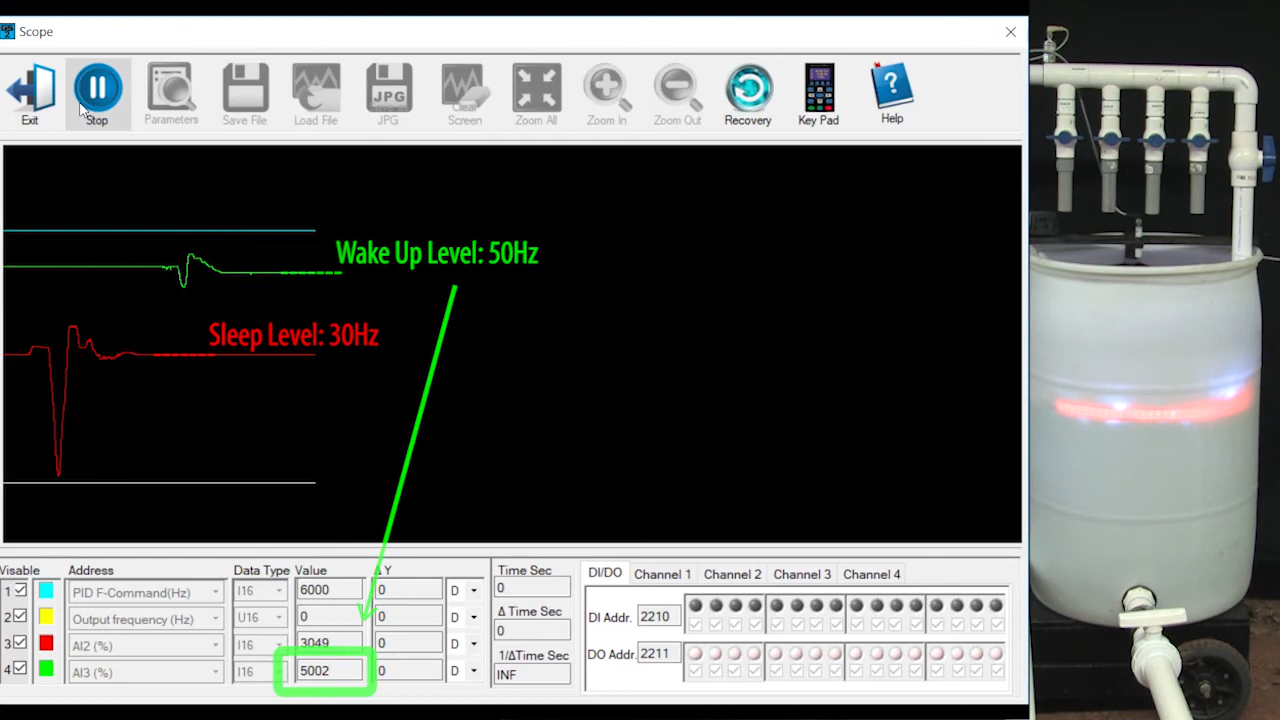 Scope
Exit
Stop
Parameters
Save File
Load File
JPG
JPG
Clear
Screen
Zoom All
Zoom In
Zoom Out
Recovery
Key Pad
?
Help
Wake Up Level: 50Hz
Sleep Level: 30Hz
Visable Address Data Type Value Δ Y
1 PID F-Command(Hz) I16 6000 0 D
2 Output frequency (Hz) U16 0 0 D
3 AI2 (%) I16 3049 0 D
4 AI3 (%) I16 5002 0 D
Time Sec
0
Δ Time Sec
0
1/ΔTime Sec
INF
DI/DO Channel 1 Channel 2 Channel 3 Channel 4
DI Addr. 2210
DO Addr. 2211